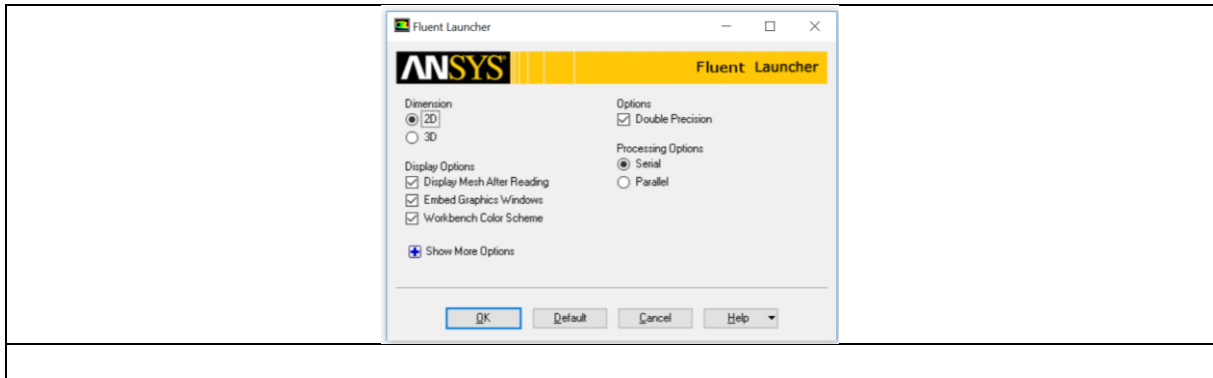 Fluent Launcher
ANSYS Fluent Launcher
Dimension
2D
3D
Display Options
Display Mesh After Reading
Embed Graphics Windows
Workbench Color Scheme
Show More Options
Options
Double Precision
Processing Options
Serial
Parallel
OK Default Cancel Help